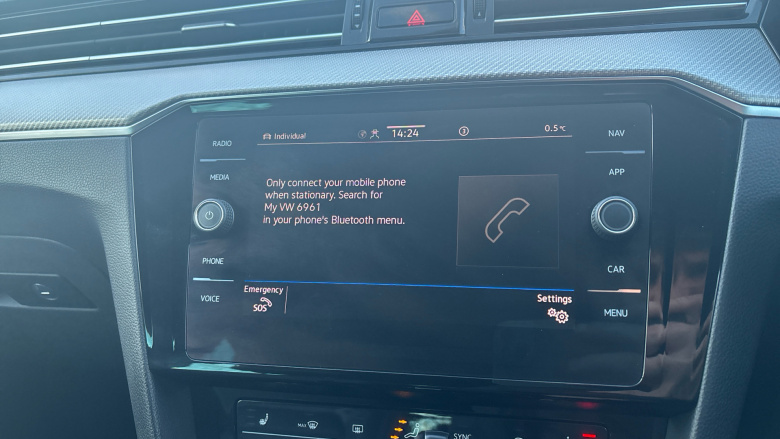 RADIO
Individual
14:24
0.5°C
NAV
MEDIA
APP
Only connect your mobile phone
when stationary. Search for
My VW 6961
in your phone's Bluetooth menu.
PHONE
CAR
VOICE
Emergency
SOS
Settings
MENU
MAX
SYNC